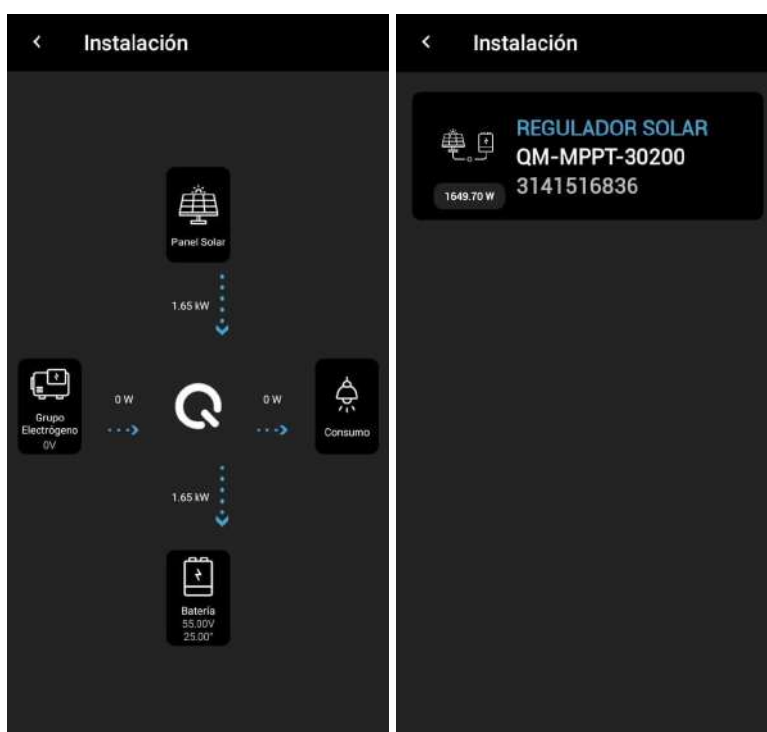 Instalación
Panel Solar
1.65 kW
Grupo
Electrógeno
0V
0 W
0 W
Consumo
1.65 kW
Batería
55.00V
25.00°
Instalación
REGULADOR SOLAR
QM-MPPT-30200
3141516836
1649.70 W